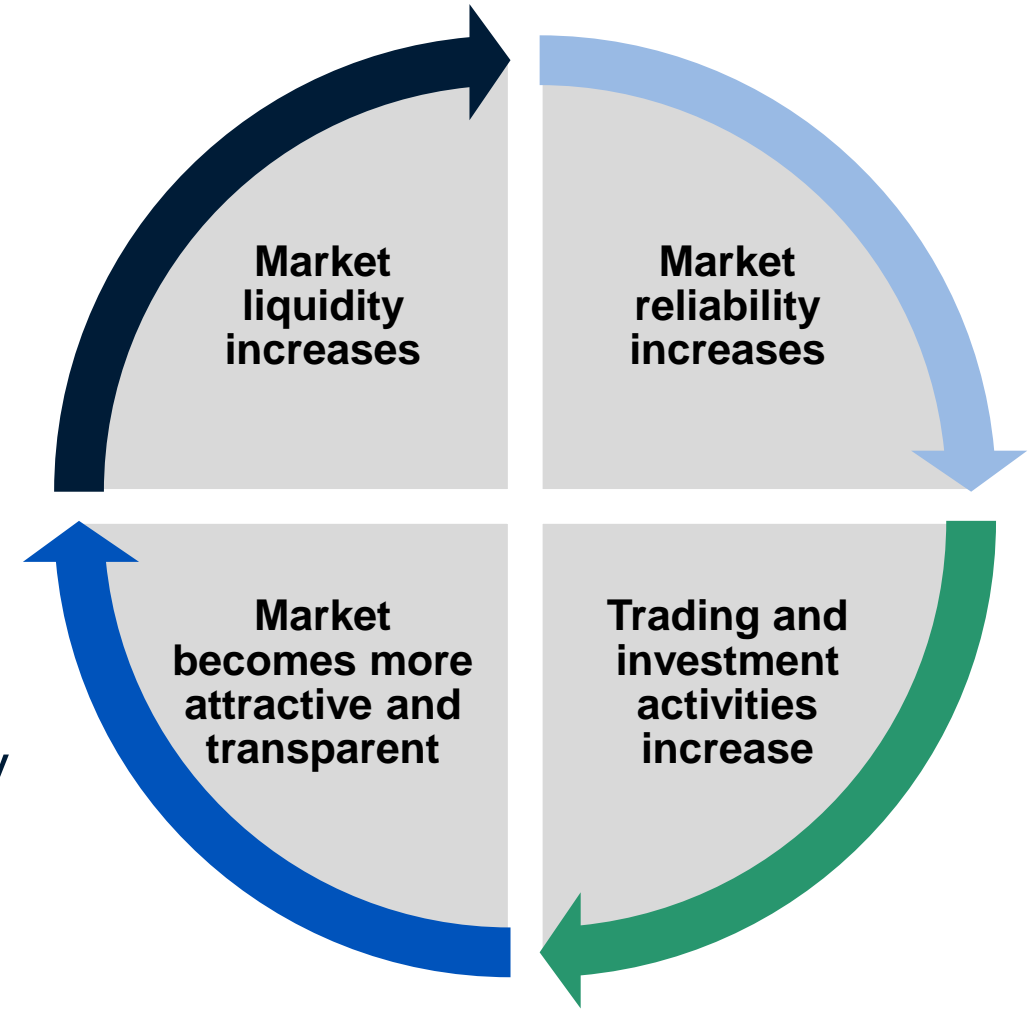 Market
liquidity
increases
Market
reliability
increases
Market
becomes more
attractive and
transparent
Trading and
investment
activities
increase